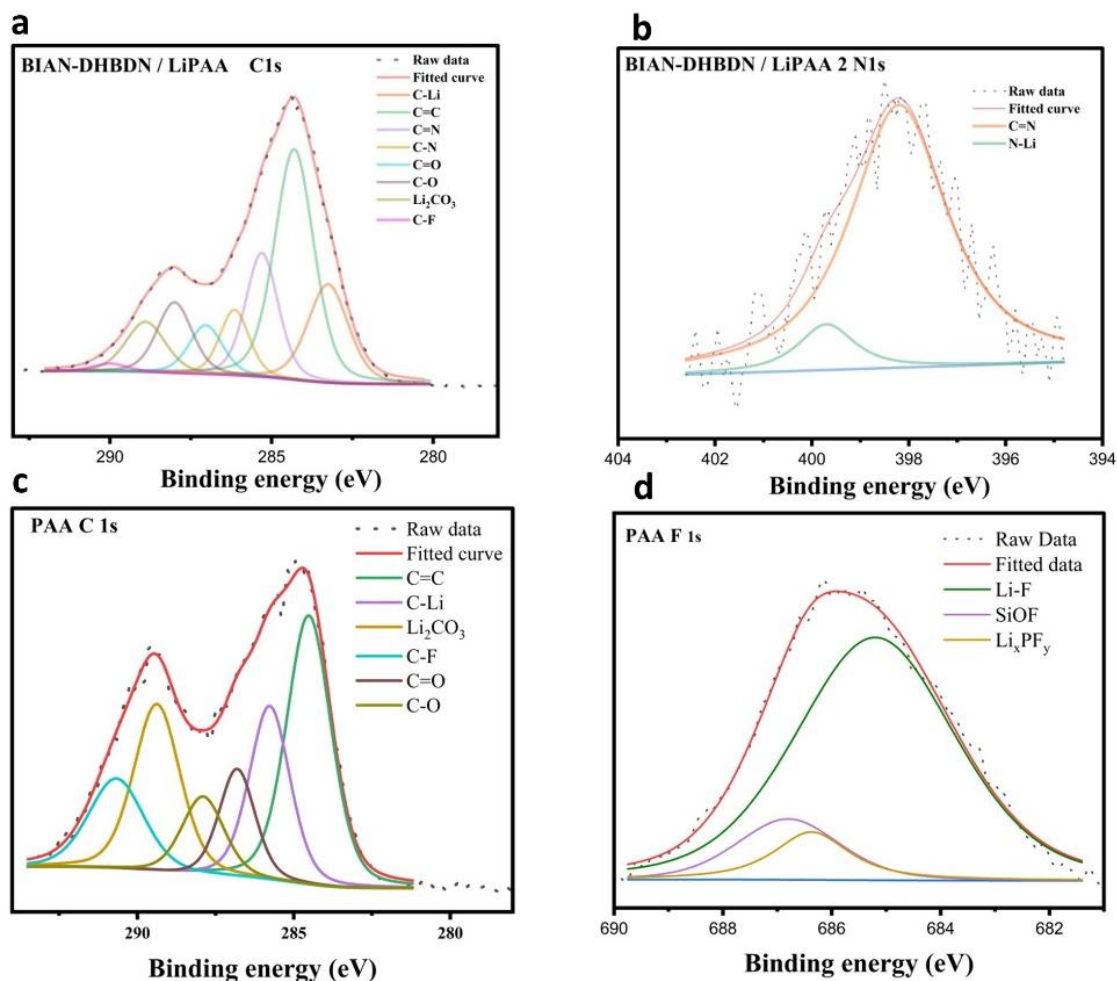 a
BIAN-DHBDN / LiPAA C1s
Raw data
Fitted curve
C-Li
C=C
C=N
C-N
C=O
C-O
Li₂CO₃
C-F
290
285
280
Binding energy (eV)
b
BIAN-DHBDN / LiPAA 2 N1s
Raw data
Fitted curve
C=N
N-Li
404
402
400
398
396
394
Binding energy (eV)
c
PAA C 1s
Raw data
Fitted curve
C=C
C-Li
Li₂CO₃
C-F
C=O
C-O
290
285
280
Binding energy (eV)
d
PAA F 1s
Raw Data
Fitted data
Li-F
SiOF
LiₓPFᵧ
690
688
686
684
682
Binding energy (eV)